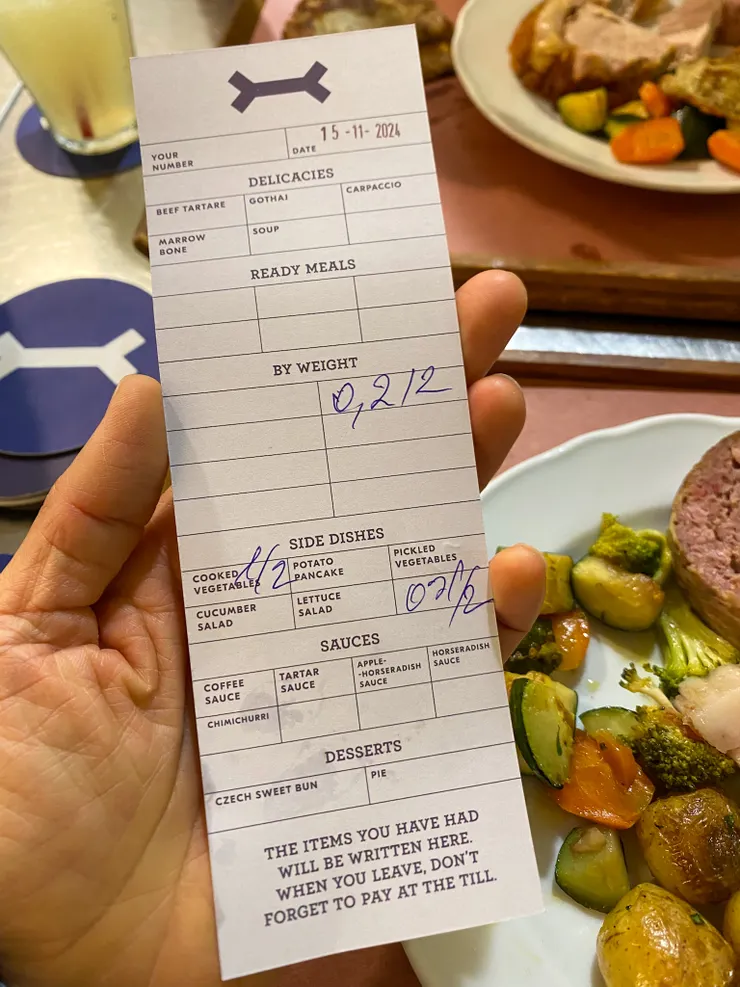 YOUR NUMBER
DATE 15 -11- 2024
DELICACIES
BEEF TARTARE GOTHAI CARPACCIO
MARROW BONE SOUP
READY MEALS
BY WEIGHT
0,212
SIDE DISHES
COOKED VEGETABLES 1/2 POTATO PANCAKE PICKLED VEGETABLES
CUCUMBER SALAD LETTUCE SALAD
SAUCES
COFFEE SAUCE TARTAR SAUCE APPLE- -HORSERADISH SAUCE HORSERADISH SAUCE
CHIMICHURRI
DESSERTS
CZECH SWEET BUN PIE
THE ITEMS YOU HAVE HAD
WILL BE WRITTEN HERE.
WHEN YOU LEAVE, DON'T
FORGET TO PAY AT THE TILL.